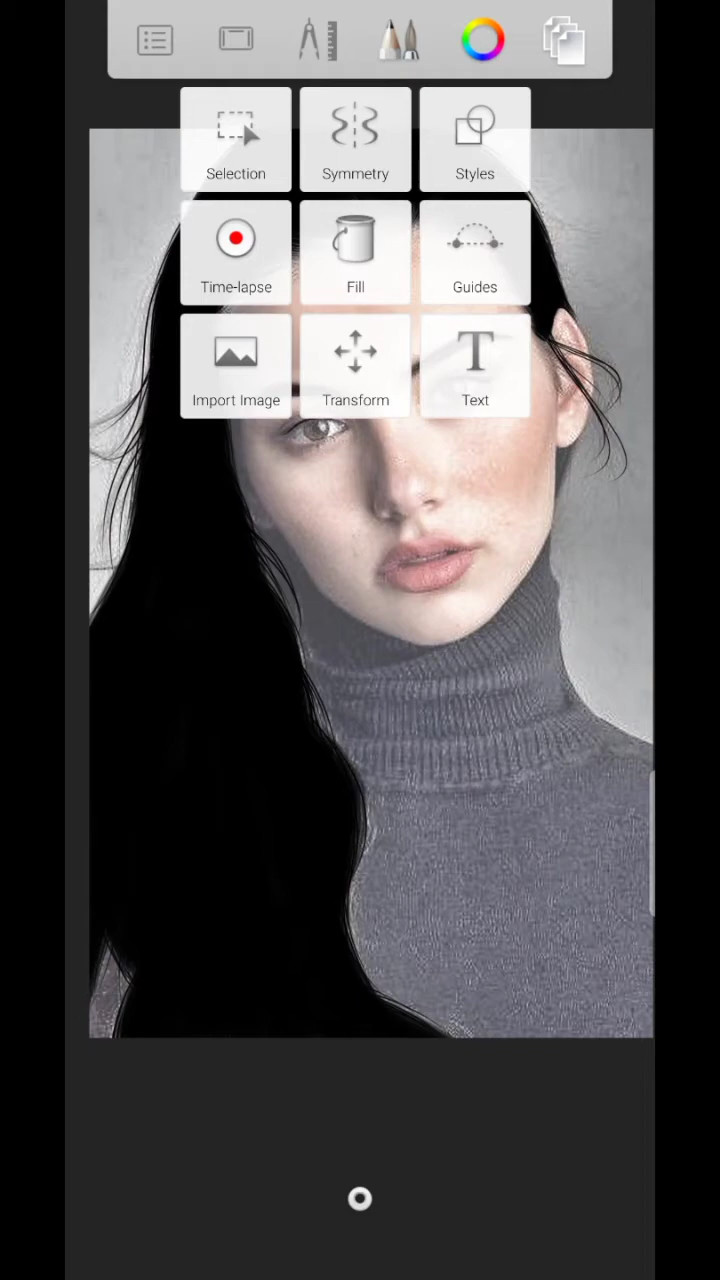 Selection
Symmetry
Styles
Time-lapse
Fill
Guides
Import Image
Transform
Text